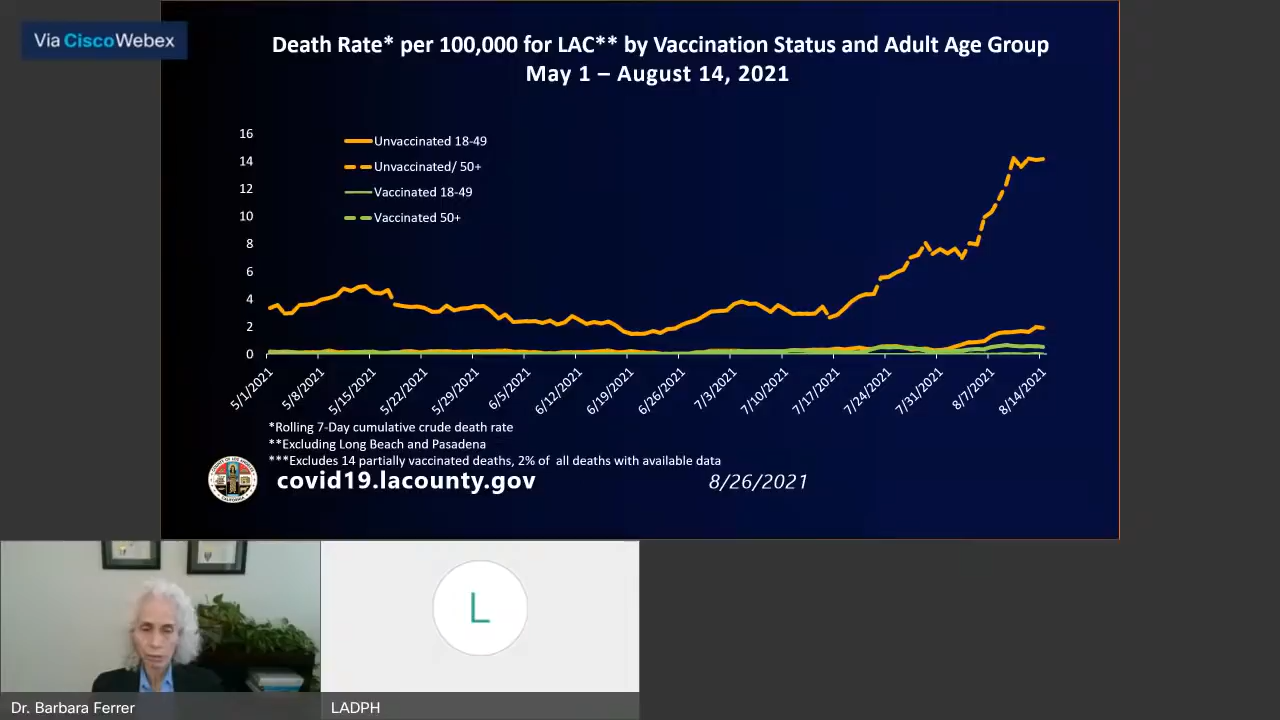 Via Cisco Webex
Death Rate* per 100,000 for LAC** by Vaccination Status and Adult Age Group
May 1 – August 14, 2021
16
14
12
10
8
6
4
2
0
Unvaccinated 18-49
Unvaccinated/ 50+
Vaccinated 18-49
Vaccinated 50+
5/1/2021
5/8/2021
5/15/2021
5/22/2021
5/29/2021
6/5/2021
6/12/2021
6/19/2021
6/26/2021
7/3/2021
7/10/2021
7/17/2021
7/24/2021
7/31/2021
8/7/2021
8/14/2021
*Rolling 7-Day cumulative crude death rate
**Excluding Long Beach and Pasadena
***Excludes 14 partially vaccinated deaths, 2% of all deaths with available data
covid19.lacounty.gov
8/26/2021
L
Dr. Barbara Ferrer
LADPH